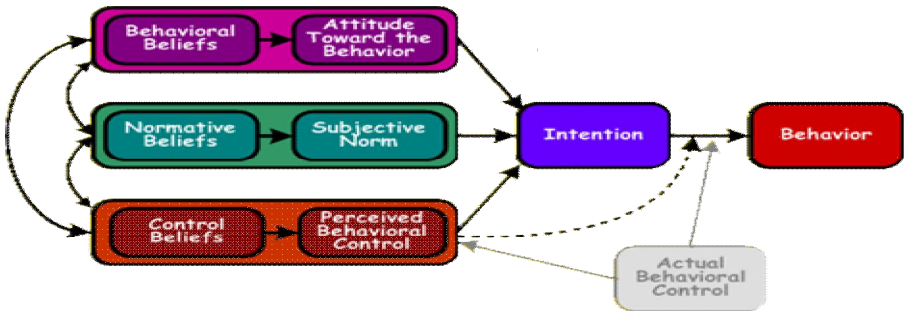 Behavioral
Beliefs
Attitude
Toward the
Behavior
Normative
Beliefs
Subjective
Norm
Intention
Behavior
Control
Beliefs
Perceived
Behavioral
Control
Actual
Behavioral
Control